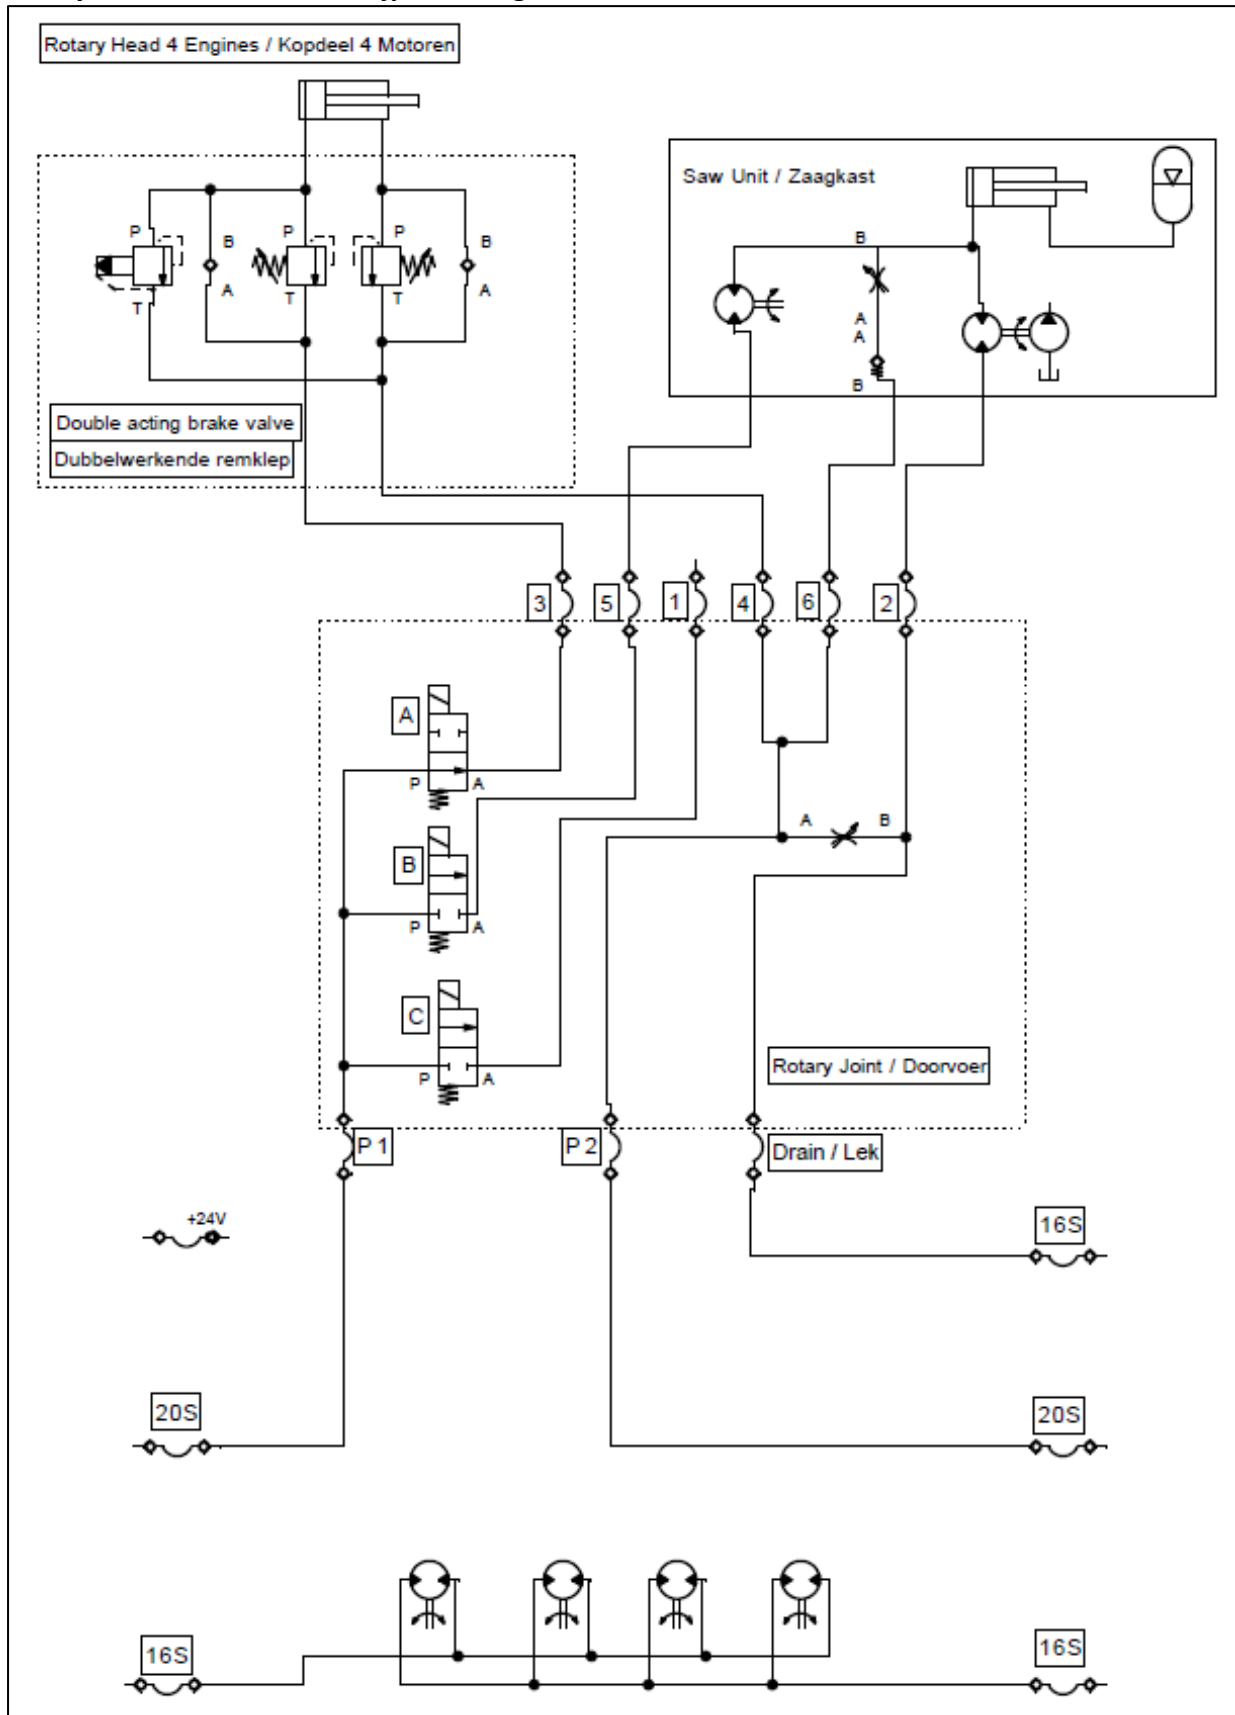 Rotary Head 4 Engines / Kopdeel 4 Motoren
Saw Unit / Zaagkast
P
B
A
T
P
T
P
T
B
A
B
A
A
B
Double acting brake valve
Dubbelwerkende remklep
3
5
1
4
6
2
A
P
A
B
P
A
C
P
A
A
B
Rotary Joint / Doorvoer
P 1
P 2
Drain / Lek
+24V
16S
20S
20S
16S
16S